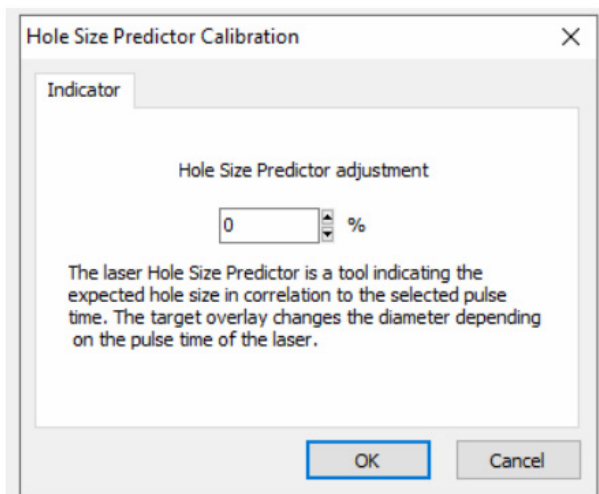 Hole Size Predictor Calibration
Indicator
Hole Size Predictor adjustment
0 %
The laser Hole Size Predictor is a tool indicating the
expected hole size in correlation to the selected pulse
time. The target overlay changes the diameter depending
on the pulse time of the laser.
OK Cancel